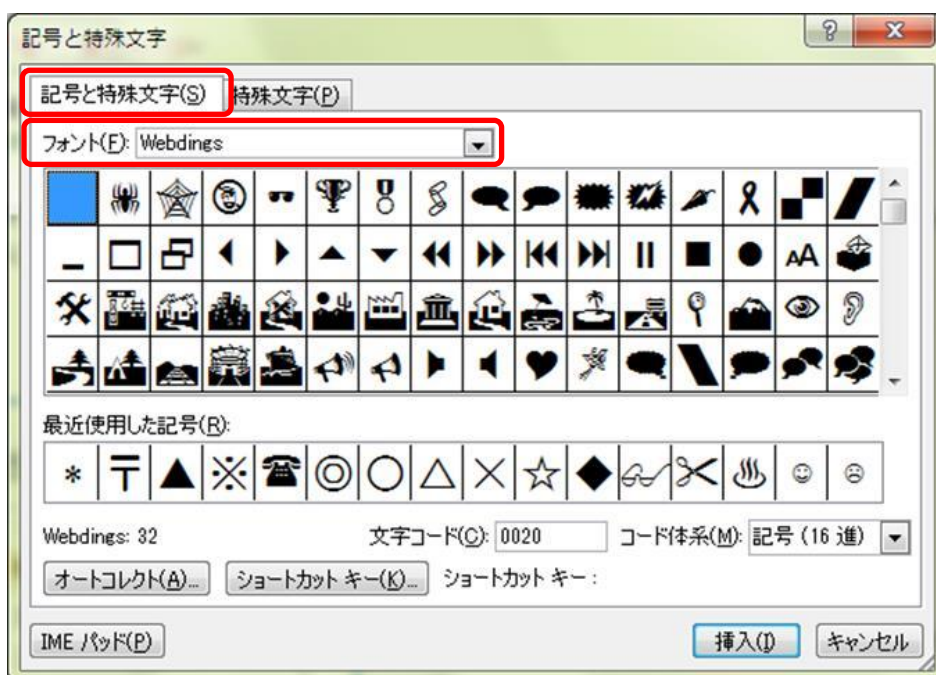 記号と特殊文字
記号と特殊文字(S) 特殊文字(P)
フォント(F): Webdings
最近使用した記号(R):
* 〒 ▲ ※ ☎ ◎ ○ △ × ☆ ◆ 👓 ✂ ♨ ☺ ☹
Webdings: 32 文字コード(C): 0020 コード体系(M): 記号 (16 進)
オートコレクト(A)... ショートカット キー(K)... ショートカット キー :
IME パッド(P) 挿入(I) キャンセル